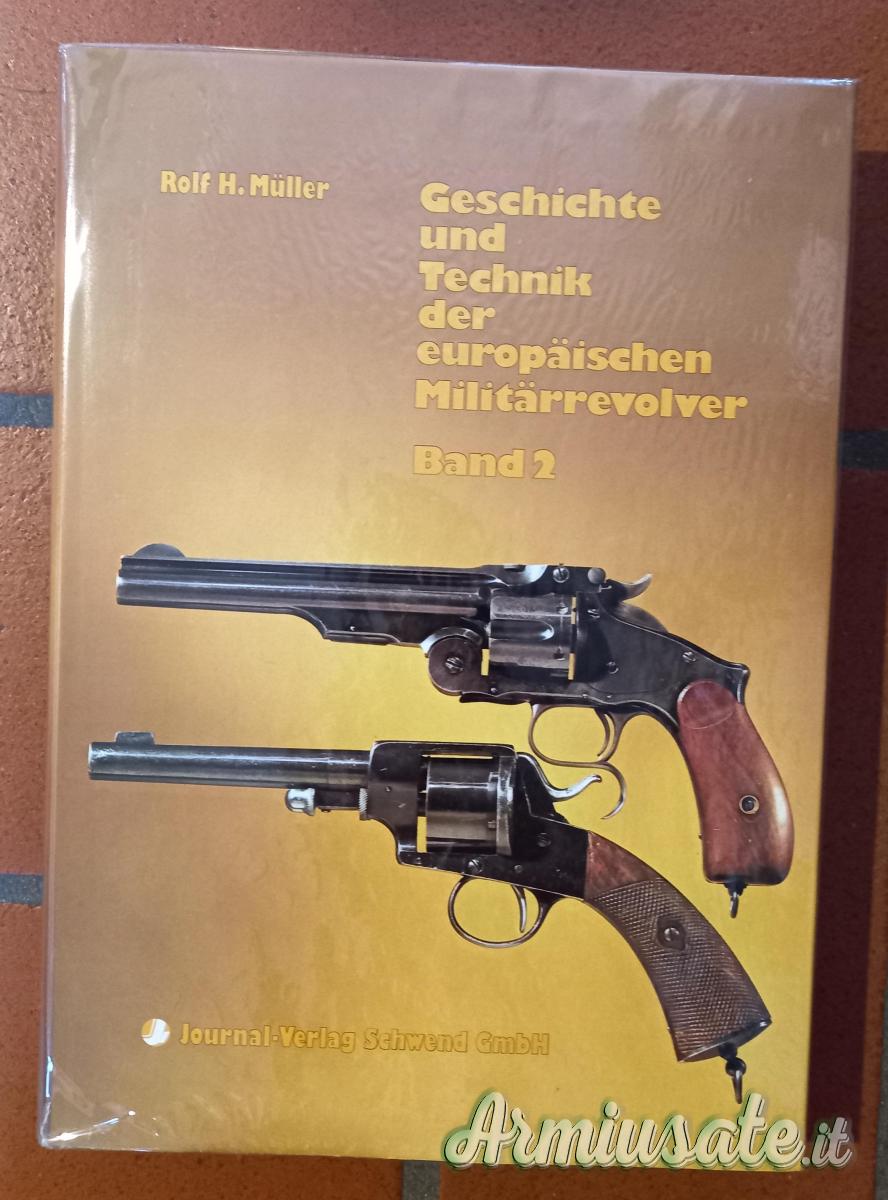 Rolf H. Müller
Geschichte
und
Technik
der
europäischen
Militärrevolver
Band 2
Journal-Verlag Schwend GmbH
Armiusate.it